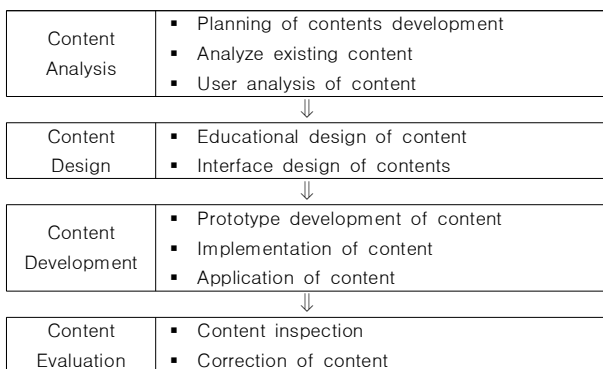 Content
Analysis
▪ Planning of contents development
▪ Analyze existing content
▪ User analysis of content
⇓
Content
Design
▪ Educational design of content
▪ Interface design of contents
⇓
Content
Development
▪ Prototype development of content
▪ Implementation of content
▪ Application of content
⇓
Content
Evaluation
▪ Content inspection
▪ Correction of content